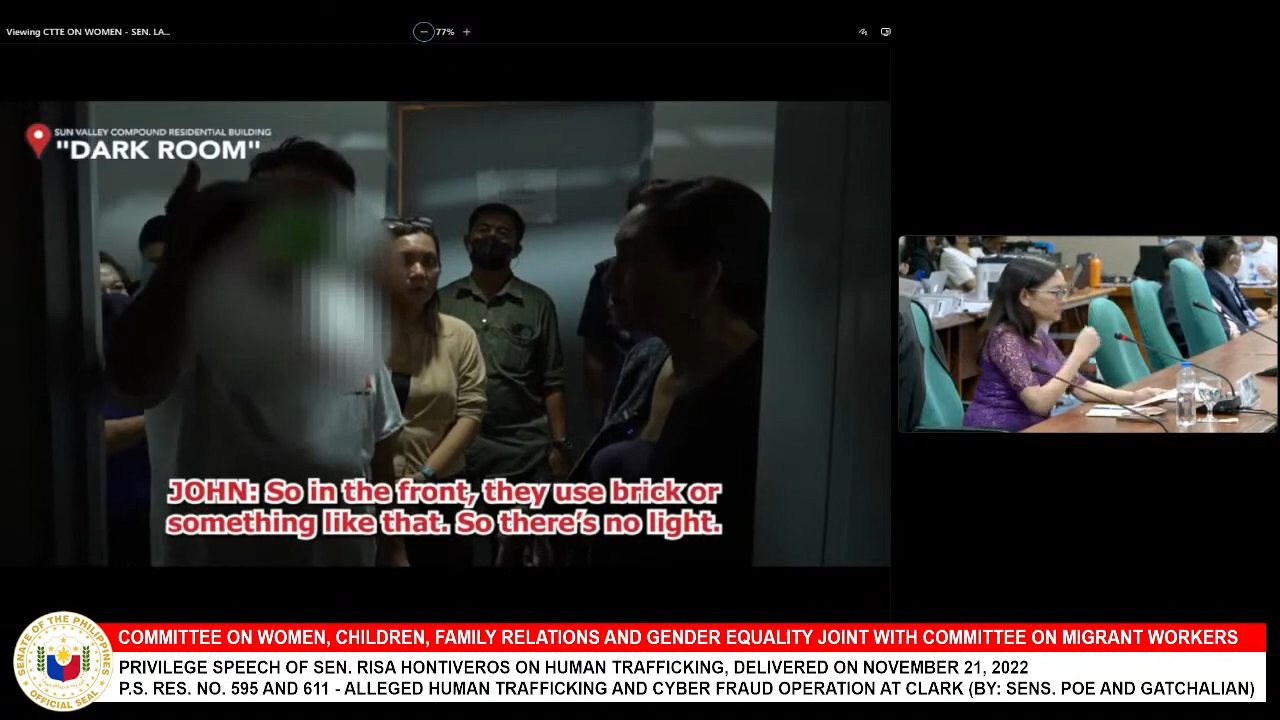 Viewing CTTE ON WOMEN - SEN. LA...
77%
SUN VALLEY COMPOUND RESIDENTIAL BUILDING
"DARK ROOM"
JOHN: So in the front, they use brick or
something like that. So there's no light.
SENATE OF THE PHILIPPINES
OFFICIAL SEAL
COMMITTEE ON WOMEN, CHILDREN, FAMILY RELATIONS AND GENDER EQUALITY JOINT WITH COMMITTEE ON MIGRANT WORKERS
PRIVILEGE SPEECH OF SEN. RISA HONTIVEROS ON HUMAN TRAFFICKING, DELIVERED ON NOVEMBER 21, 2022
P.S. RES. NO. 595 AND 611 - ALLEGED HUMAN TRAFFICKING AND CYBER FRAUD OPERATION AT CLARK (BY: SENS. POE AND GATCHALIAN)